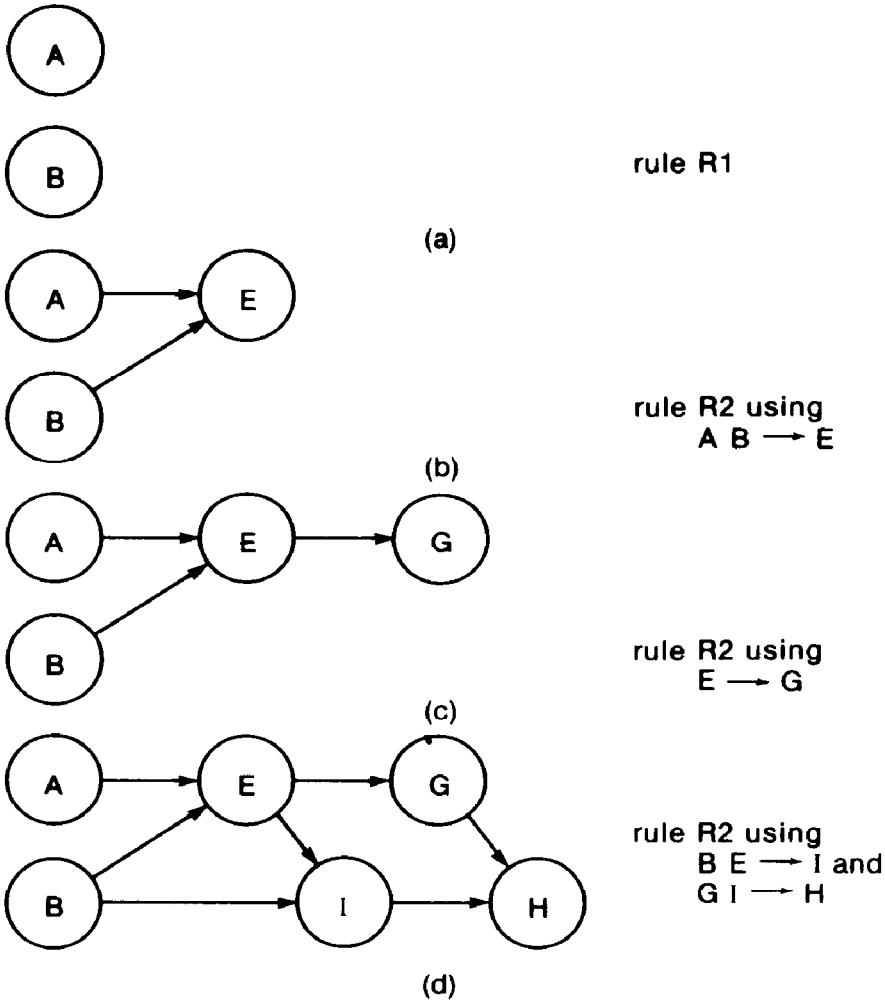 A
B
rule R1
(a)
A E
B
rule R2 using
A B → E
(b)
A E G
B
rule R2 using
E → G
(c)
A E G
rule R2 using
B E → I and
B I H
G I → H
(d)